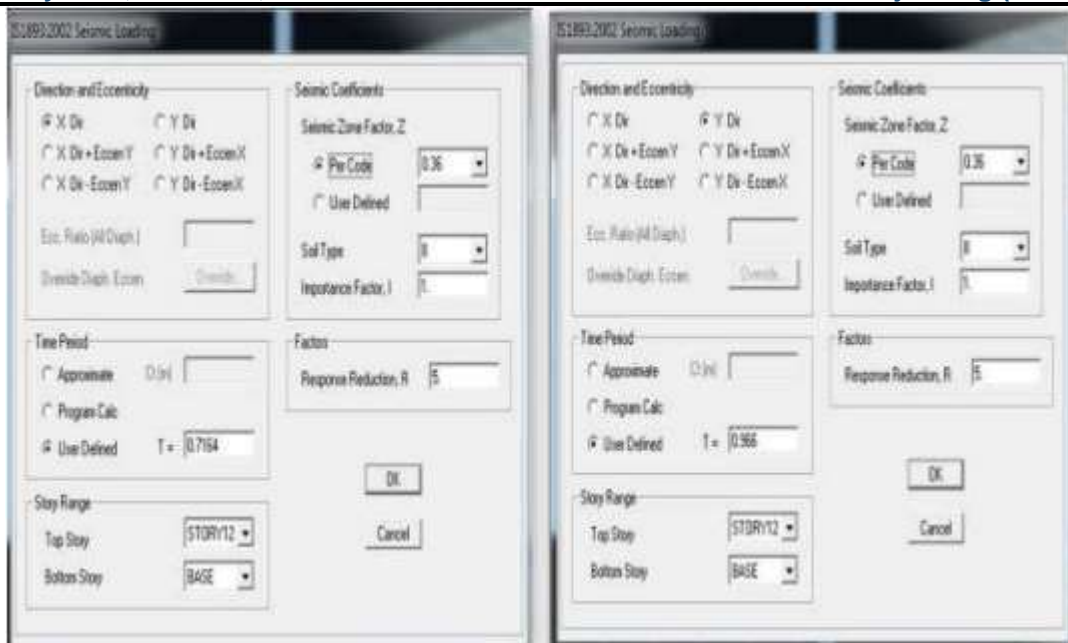 IS1893:2002 Seismic Loading
Direction and Eccentricity
X Dir Y Dir
X Dir + Eccen Y Y Dir + Eccen X
X Dir - Eccen Y Y Dir - Eccen X
Ecc. Ratio (All Diaph.)
Override Diaph. Eccen. Override...
Seismic Coefficients
Seismic Zone Factor, Z
Per Code 0.36
User Defined
Soil Type II
Importance Factor, I 1.
Time Period
Approximate Ct (m)
Program Calc
User Defined T = 0.7164
Factors
Response Reduction, R 5.
Story Range
Top Story STORY12
Bottom Story BASE
OK
Cancel
IS1893:2002 Seismic Loading
Direction and Eccentricity
X Dir Y Dir
X Dir + Eccen Y Y Dir + Eccen X
X Dir - Eccen Y Y Dir - Eccen X
Ecc. Ratio (All Diaph.)
Override Diaph. Eccen. Override...
Seismic Coefficients
Seismic Zone Factor, Z
Per Code 0.36
User Defined
Soil Type II
Importance Factor, I 1.
Time Period
Approximate Ct (m)
Program Calc
User Defined T = 0.966
Factors
Response Reduction, R 5.
Story Range
Top Story STORY12
Bottom Story BASE
OK
Cancel